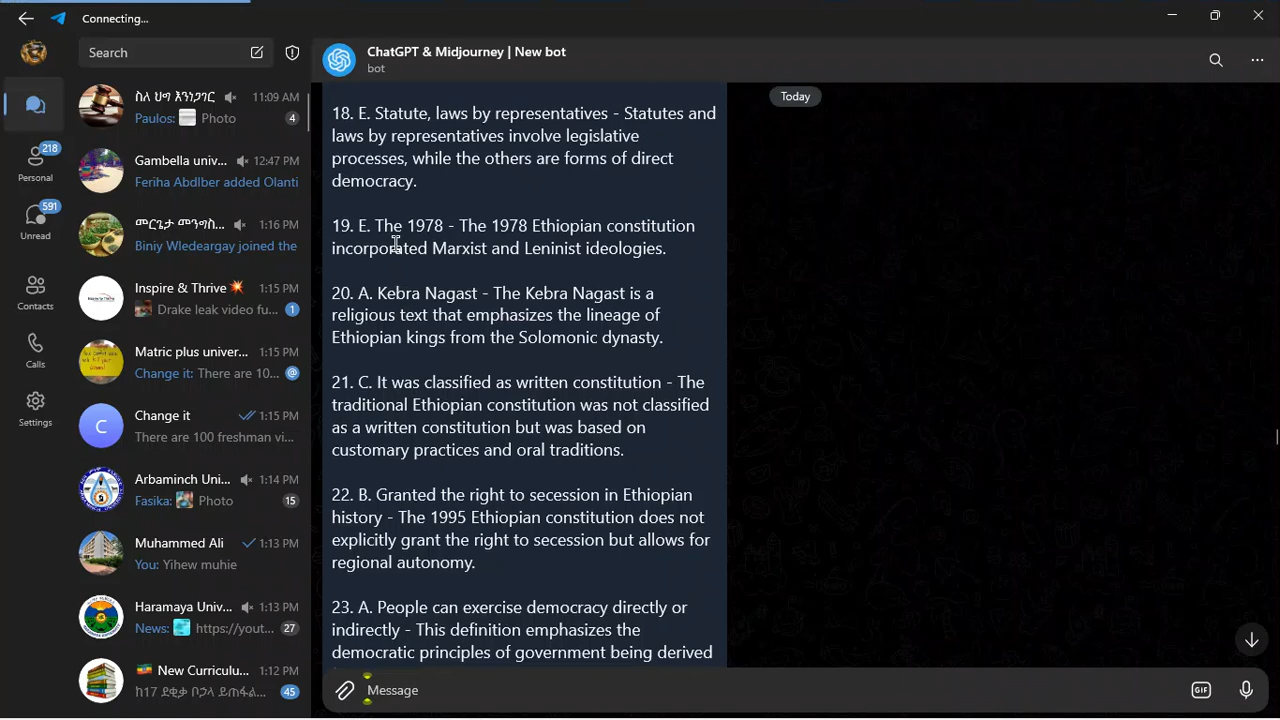 Connecting...
Search
ChatGPT & Midjourney | New bot
bot
Today
ስለ ህግ እንነጋገር 11:09 AM
Paulos: Photo 4
218
Personal
Gambella univ... 12:47 PM
Feriha Abdlber added Olanti
591
Unread
መርጌታ መንግስ... 1:16 PM
Biniy Wledeargay joined the
Contacts
Inspire & Thrive 1:15 PM
Drake leak video fu... 1
Calls
Matric plus univer... 1:15 PM
Change it: There are 10... @
Settings
C
Change it 1:15 PM
There are 100 freshman vi...
Arbaminch Uni... 1:14 PM
Fasika: Photo 15
Muhammed Ali 1:13 PM
You: Yihew muhie
Haramaya Univ... 1:13 PM
News: https://yout... 27
New Curriculu... 1:12 PM
ከ17 ደቂቃ በኃላ ይጠፋል... 45
18. E. Statute, laws by representatives - Statutes and
laws by representatives involve legislative
processes, while the others are forms of direct
democracy.
19. E. The 1978 - The 1978 Ethiopian constitution
incorporated Marxist and Leninist ideologies.
20. A. Kebra Nagast - The Kebra Nagast is a
religious text that emphasizes the lineage of
Ethiopian kings from the Solomonic dynasty.
21. C. It was classified as written constitution - The
traditional Ethiopian constitution was not classified
as a written constitution but was based on
customary practices and oral traditions.
22. B. Granted the right to secession in Ethiopian
history - The 1995 Ethiopian constitution does not
explicitly grant the right to secession but allows for
regional autonomy.
23. A. People can exercise democracy directly or
indirectly - This definition emphasizes the
democratic principles of government being derived
Message
GIF